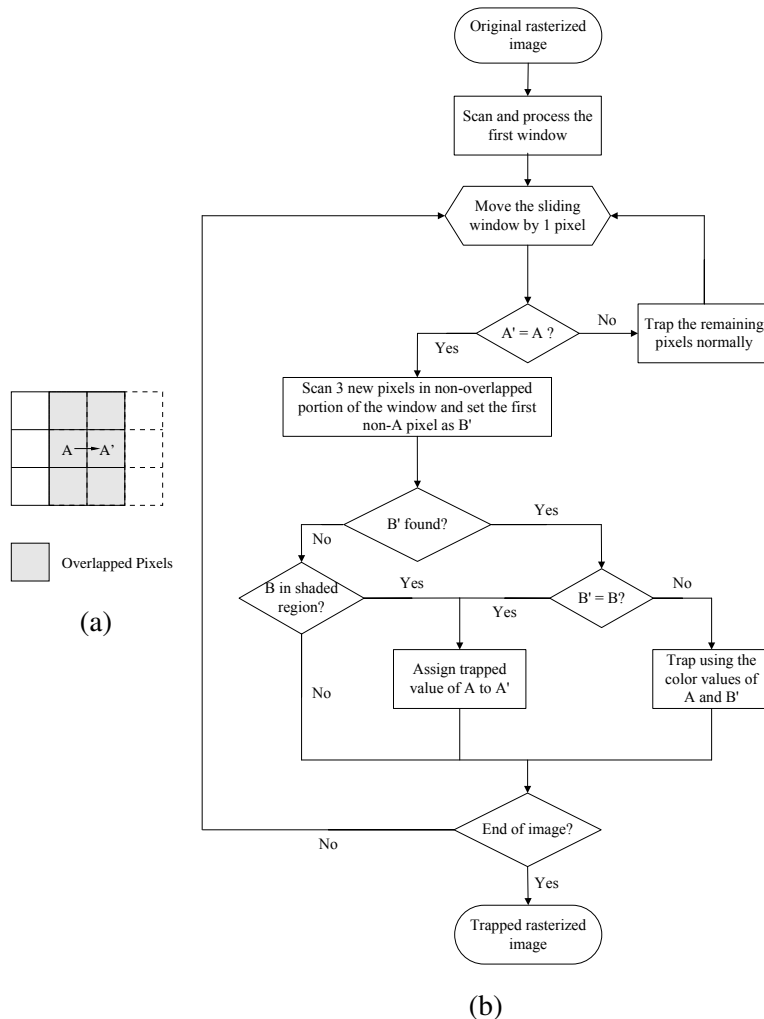 Original rasterized
image
Scan and process the
first window
Move the sliding
window by 1 pixel
A' = A ?
No
Trap the remaining
pixels normally
Yes
Scan 3 new pixels in non-overlapped
portion of the window and set the first
non-A pixel as B'
A
A'
Overlapped Pixels
(a)
B' found?
Yes
No
B in shaded
region?
Yes
B' = B?
Yes
No
Assign trapped
value of A to A'
Trap using the
color values of
A and B'
No
End of image?
No
Yes
Trapped rasterized
image
(b)